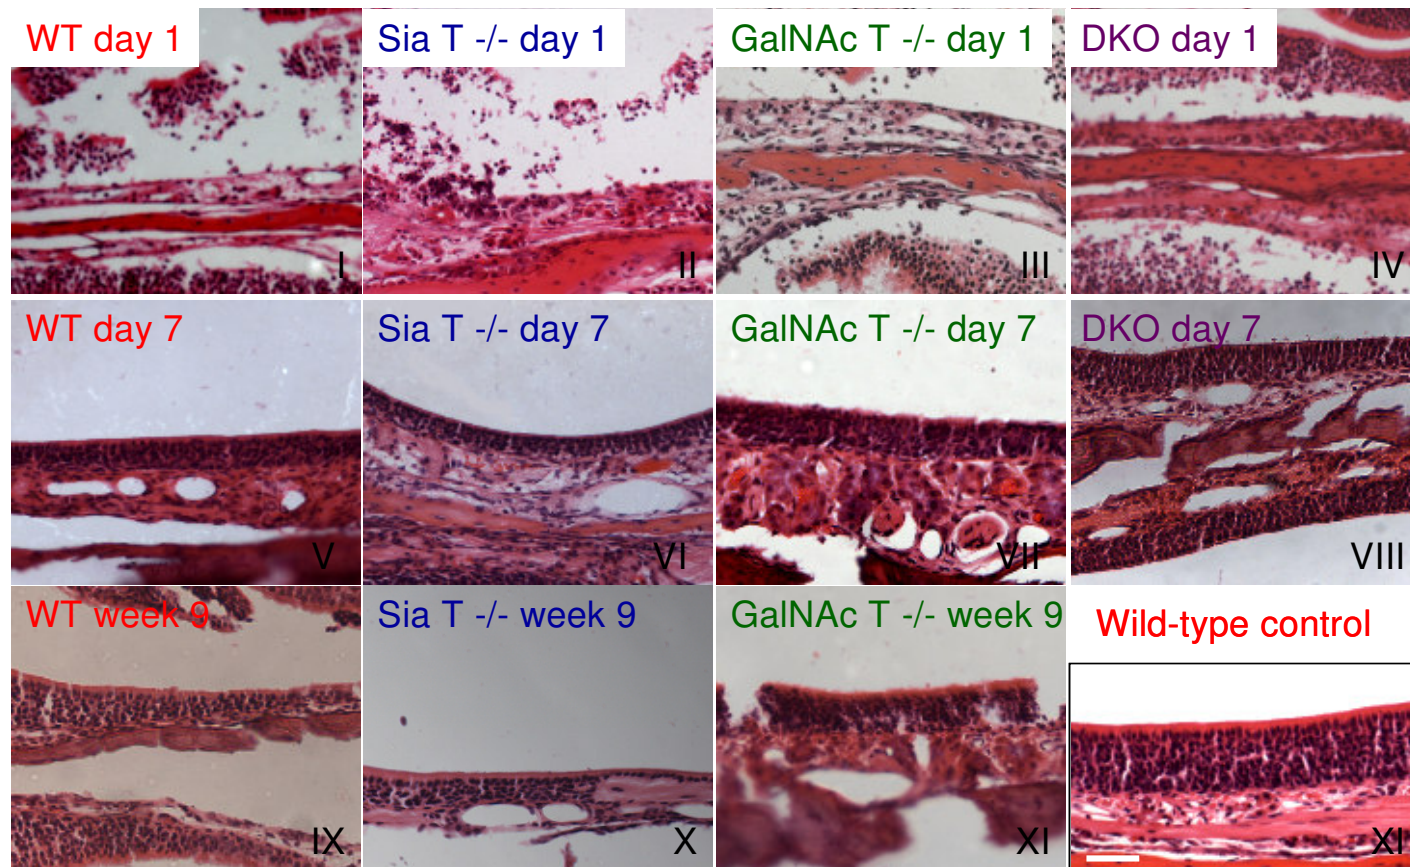 WT day 1
Sia T -/- day 1
GalNAc T -/- day 1
DKO day 1
I
II
III
IV
WT day 7
Sia T -/- day 7
GalNAc T -/- day 7
DKO day 7
V
VI
VII
VIII
WT week 9
Sia T -/- week 9
GalNAc T -/- week 9
Wild-type control
IX
X
XI
XI